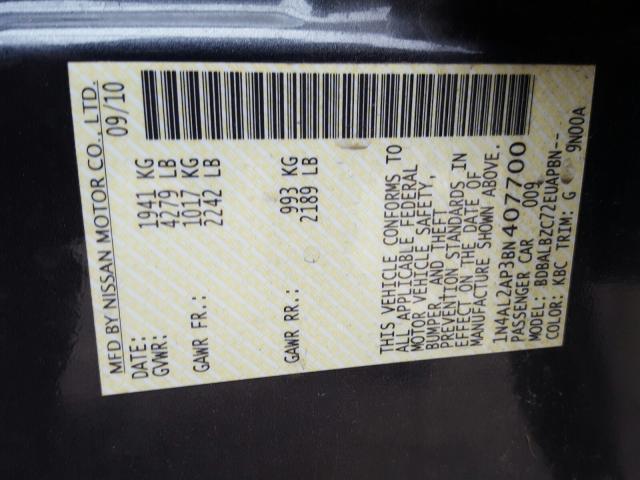 MFD BY NISSAN MOTOR CO., LTD.
DATE: 09/10
GVWR: 1941 KG
4279 LB
GAWR FR.: 1017 KG
2242 LB
GAWR RR.: 993 KG
2189 LB
THIS VEHICLE CONFORMS TO
ALL APPLICABLE FEDERAL
MOTOR VEHICLE SAFETY,
BUMPER, AND THEFT
PREVENTION STANDARDS IN
EFFECT ON THE DATE OF
MANUFACTURE SHOWN ABOVE.
1N4AL2AP3BN407700
PASSENGER CAR 009
MODEL: BDBALB2C72EUAPBN--
COLOR: KBC TRIM: G 9N00A